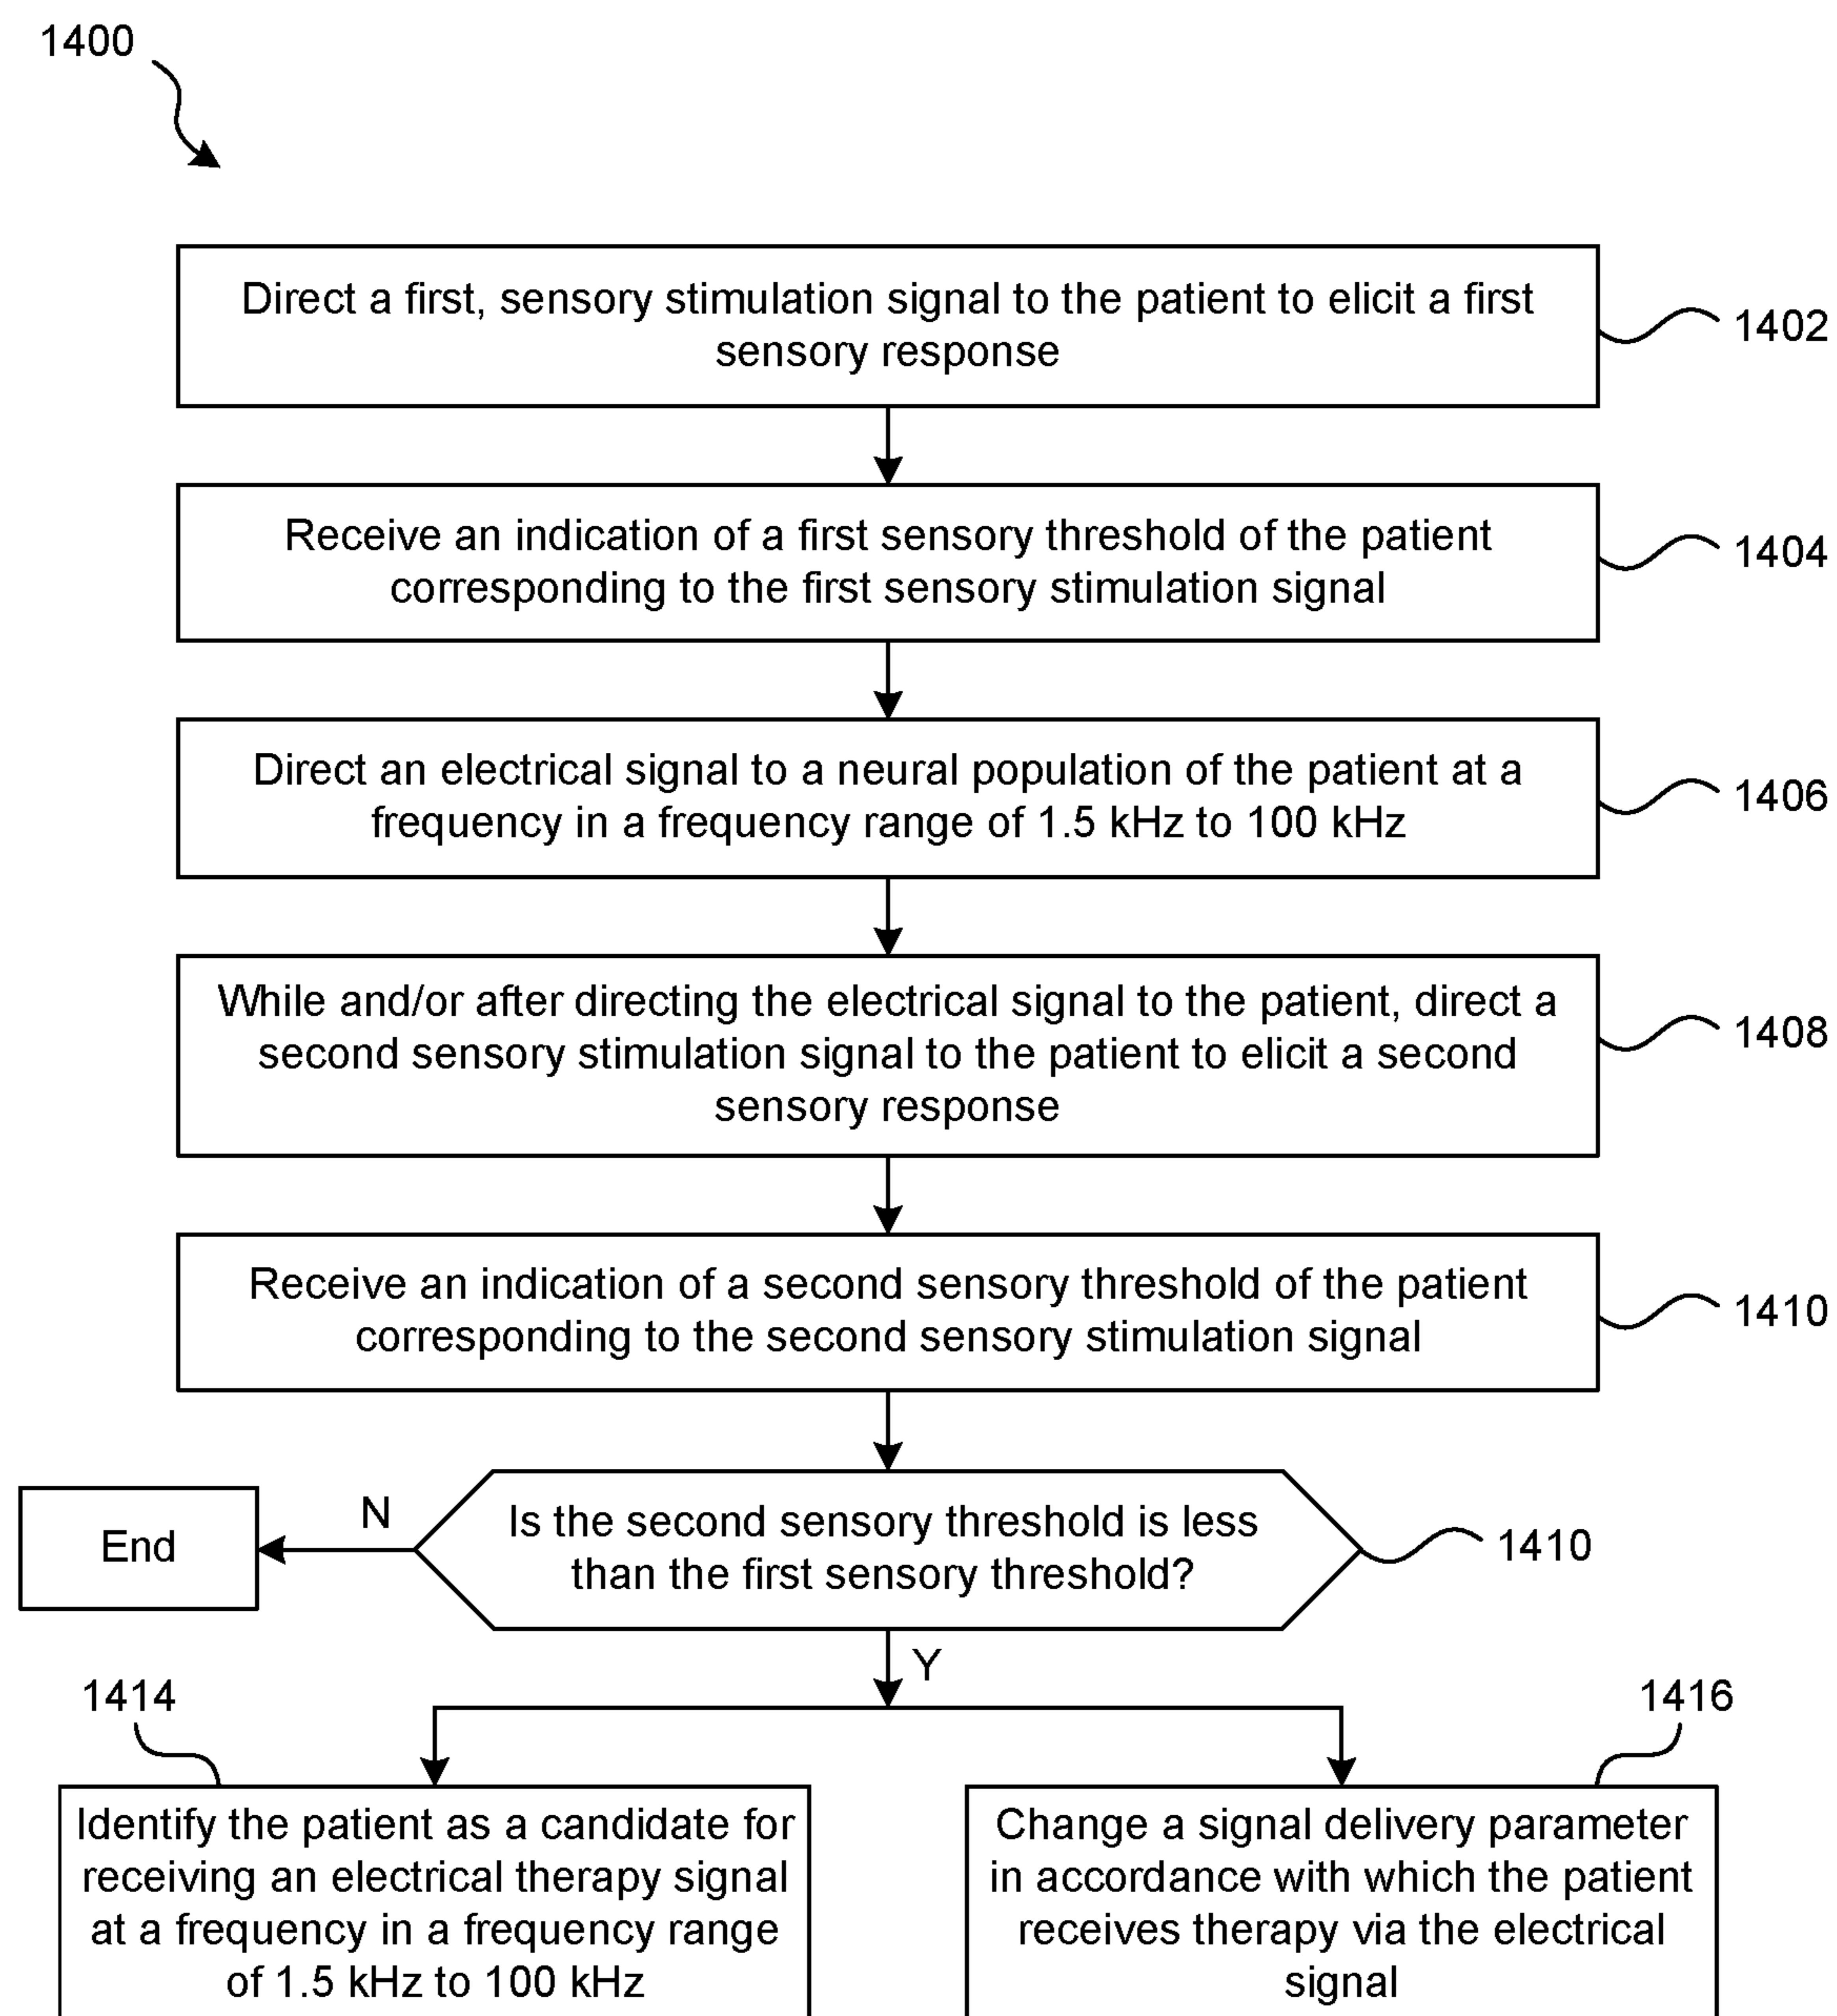 1400
Direct a first, sensory stimulation signal to the patient to elicit a first
sensory response
1402
Receive an indication of a first sensory threshold of the patient
corresponding to the first sensory stimulation signal
1404
Direct an electrical signal to a neural population of the patient at a
frequency in a frequency range of 1.5 kHz to 100 kHz
1406
While and/or after directing the electrical signal to the patient, direct a
second sensory stimulation signal to the patient to elicit a second
sensory response
1408
Receive an indication of a second sensory threshold of the patient
corresponding to the second sensory stimulation signal
1410
End
N
Is the second sensory threshold is less
than the first sensory threshold?
1410
Y
1414
1416
Identify the patient as a candidate for
receiving an electrical therapy signal
at a frequency in a frequency range
of 1.5 kHz to 100 kHz
Change a signal delivery parameter
in accordance with which the patient
receives therapy via the electrical
signal